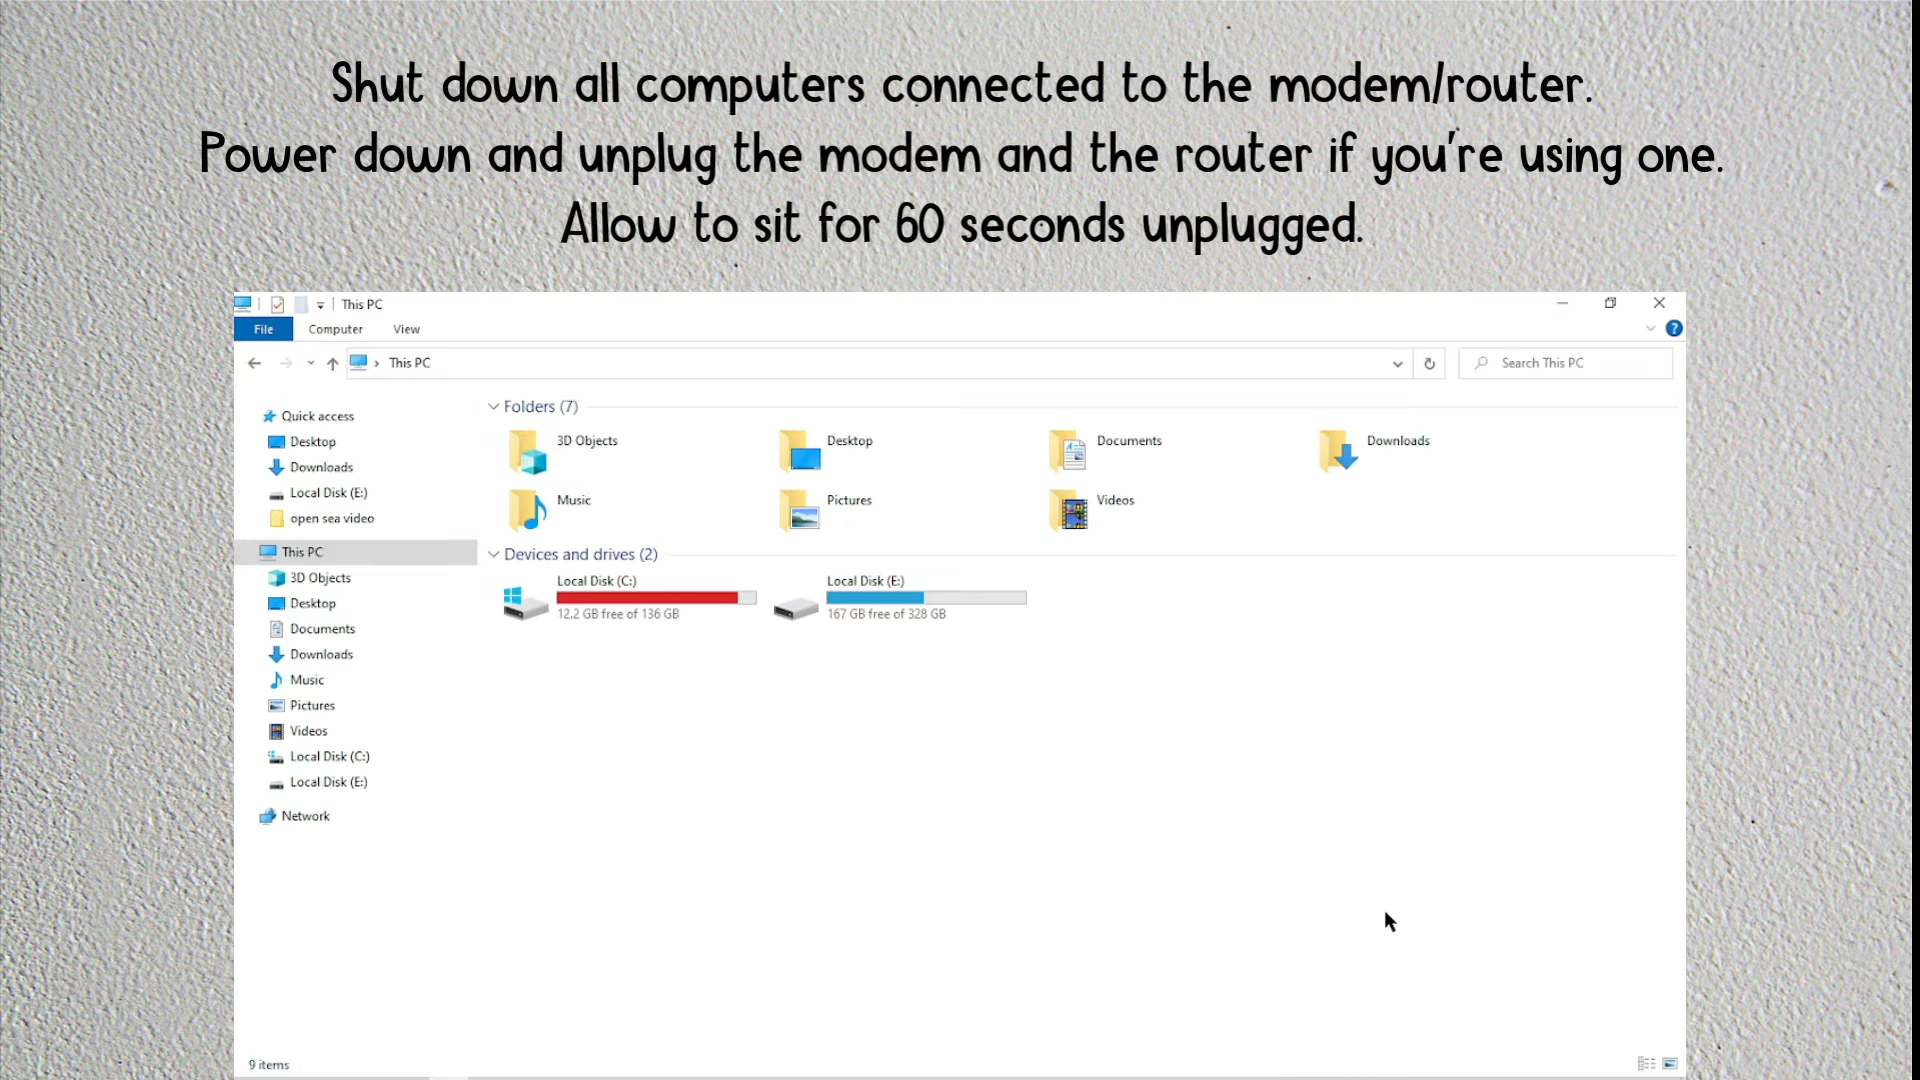 Shut down all computers connected to the modem/router.
Power down and unplug the modem and the router if you're using one.
Allow to sit for 60 seconds unplugged.
This PC
File Computer View
This PC
Search This PC
Quick access
Desktop
Downloads
Local Disk (E:)
open sea video
This PC
3D Objects
Desktop
Documents
Downloads
Music
Pictures
Videos
Local Disk (C:)
Local Disk (E:)
Network
Folders (7)
3D Objects Desktop Documents Downloads
Music Pictures Videos
Devices and drives (2)
Local Disk (C:) Local Disk (E:)
12.2 GB free of 136 GB 167 GB free of 328 GB
9 items